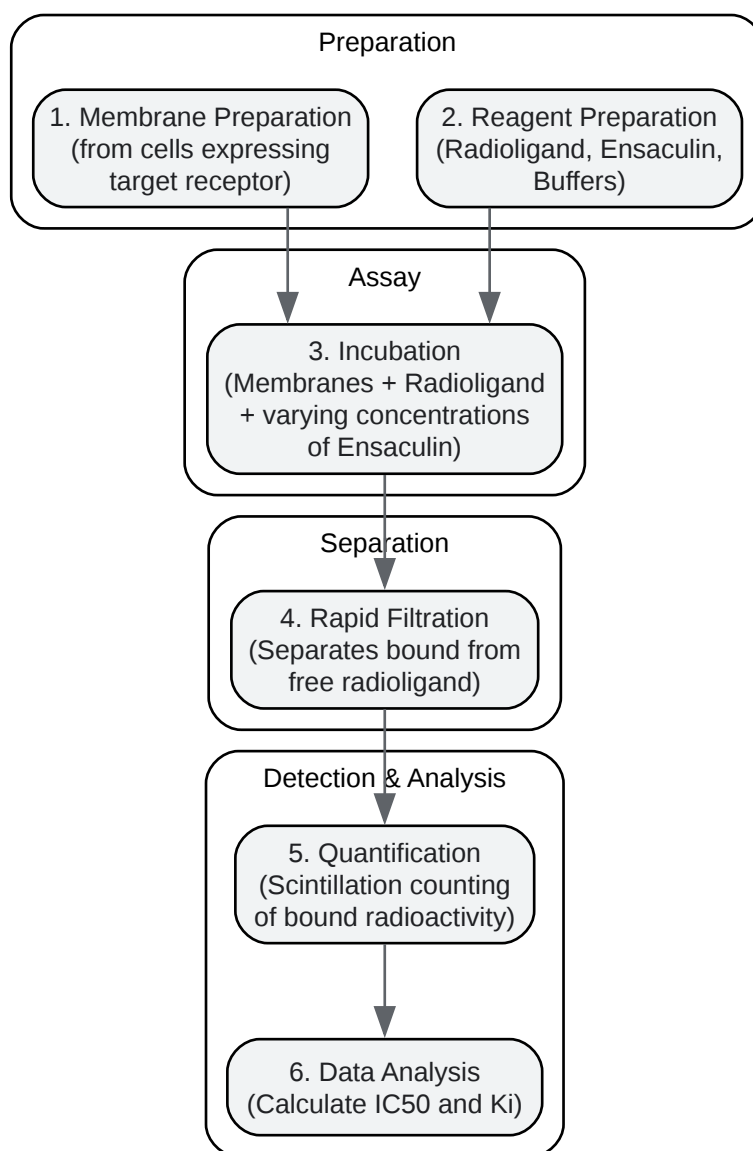 Preparation
1. Membrane Preparation
(from cells expressing
target receptor)
2. Reagent Preparation
(Radioligand, Ensaculin,
Buffers)
Assay
3. Incubation
(Membranes + Radioligand
+ varying concentrations
of Ensaculin)
Separation
4. Rapid Filtration
(Separates bound from
free radioligand)
Detection & Analysis
5. Quantification
(Scintillation counting
of bound radioactivity)
6. Data Analysis
(Calculate IC50 and Ki)